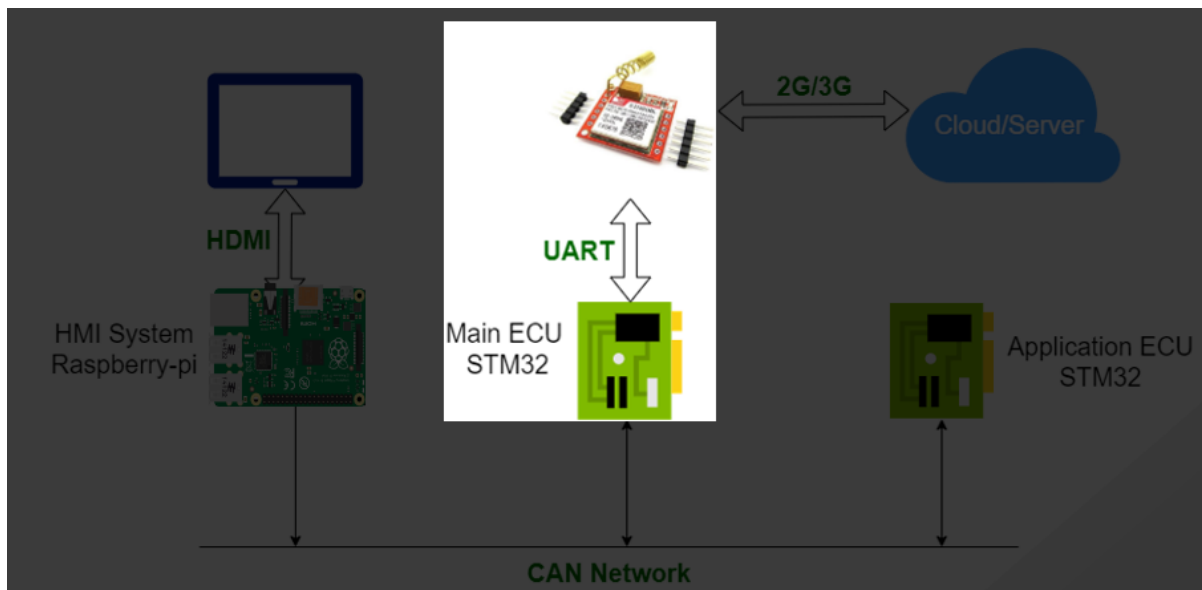 2G/3G
Cloud/Server
HDMI
UART
HMI System
Raspberry-pi
Main ECU
STM32
Application ECU
STM32
CAN Network